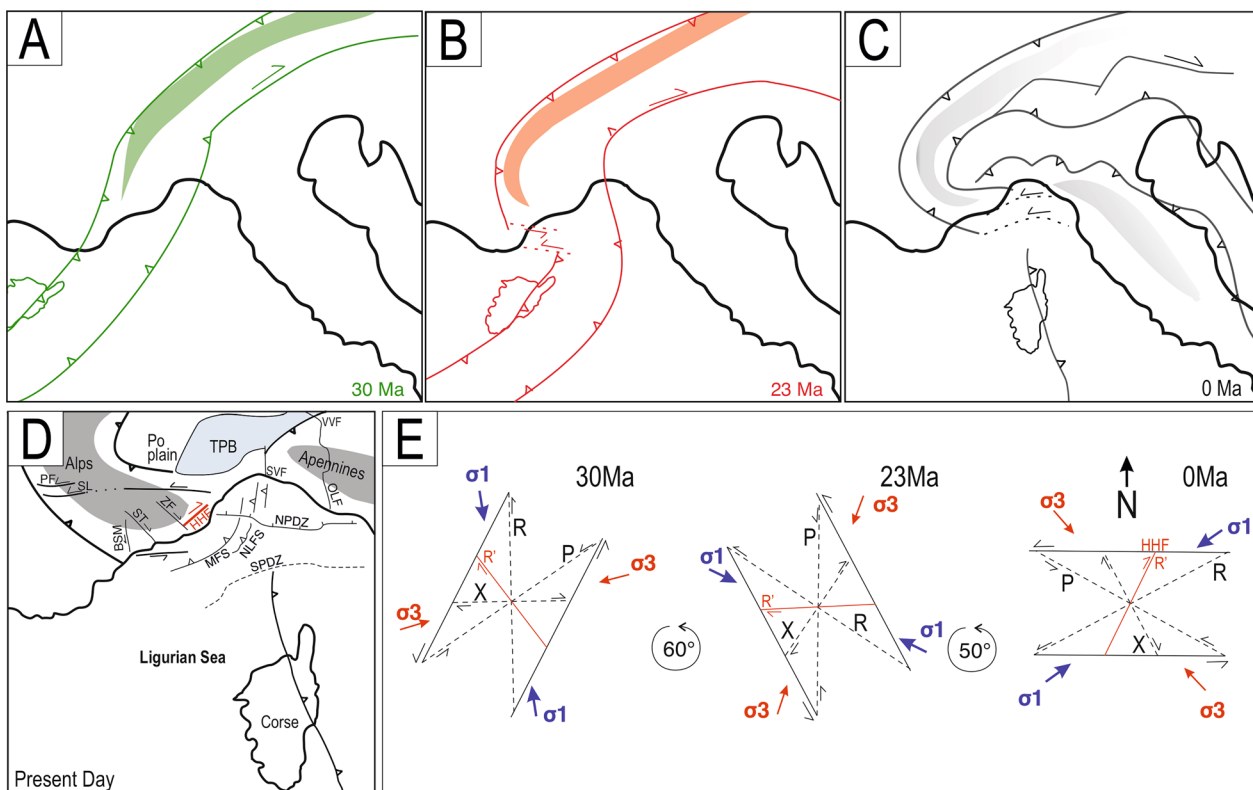 A
30 Ma
B
23 Ma
C
0 Ma
D
Alps
Po
plain
TPB
VVF
Apennines
SVF
OLF
PF
SL
ZF
ST
HHF
BSM
MFS
NLFS
NPDZ
SPDZ
Ligurian Sea
Corse
Present Day
E
30Ma
σ1
R
P
R'
X
σ3
σ3
σ1
60°
23Ma
σ3
P
σ1
R'
X
R
σ1
σ3
50°
N
0Ma
σ3
σ1
HHF
R'
P
R
X
σ1
σ3